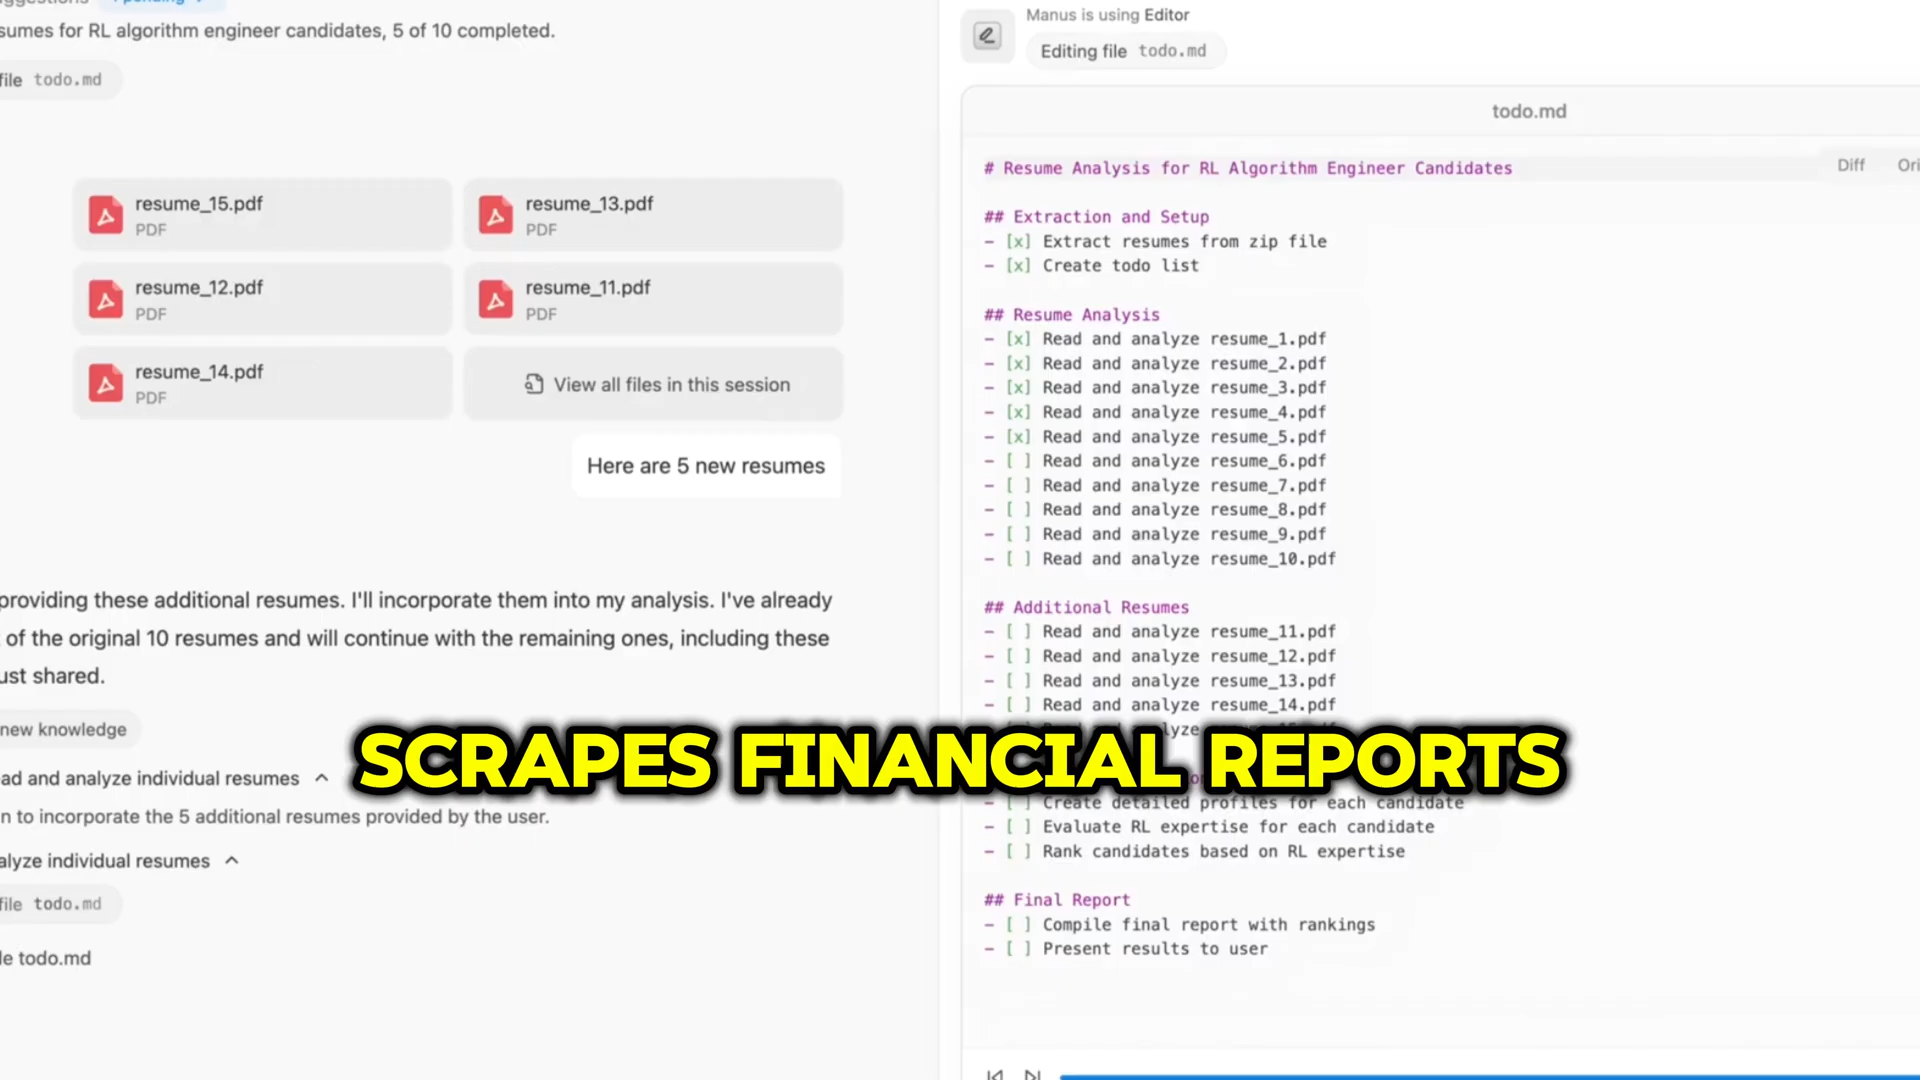 sumes for RL algorithm engineer candidates, 5 of 10 completed.
file todo.md
resume_15.pdf
PDF
resume_13.pdf
PDF
resume_12.pdf
PDF
resume_11.pdf
PDF
resume_14.pdf
PDF
View all files in this session
Here are 5 new resumes
providing these additional resumes. I'll incorporate them into my analysis. I've already
of the original 10 resumes and will continue with the remaining ones, including these
ust shared.
new knowledge
ad and analyze individual resumes
n to incorporate the 5 additional resumes provided by the user.
alyze individual resumes
file todo.md
le todo.md
Manus is using Editor
Editing file todo.md
todo.md
Diff Ori
# Resume Analysis for RL Algorithm Engineer Candidates
## Extraction and Setup
- [x] Extract resumes from zip file
- [x] Create todo list
## Resume Analysis
- [x] Read and analyze resume_1.pdf
- [x] Read and analyze resume_2.pdf
- [x] Read and analyze resume_3.pdf
- [x] Read and analyze resume_4.pdf
- [x] Read and analyze resume_5.pdf
- [ ] Read and analyze resume_6.pdf
- [ ] Read and analyze resume_7.pdf
- [ ] Read and analyze resume_8.pdf
- [ ] Read and analyze resume_9.pdf
- [ ] Read and analyze resume_10.pdf
## Additional Resumes
- [ ] Read and analyze resume_11.pdf
- [ ] Read and analyze resume_12.pdf
- [ ] Read and analyze resume_13.pdf
- [ ] Read and analyze resume_14.pdf
SCRAPES FINANCIAL REPORTS
- [ ] Create detailed profiles for each candidate
- [ ] Evaluate RL expertise for each candidate
- [ ] Rank candidates based on RL expertise
## Final Report
- [ ] Compile final report with rankings
- [ ] Present results to user